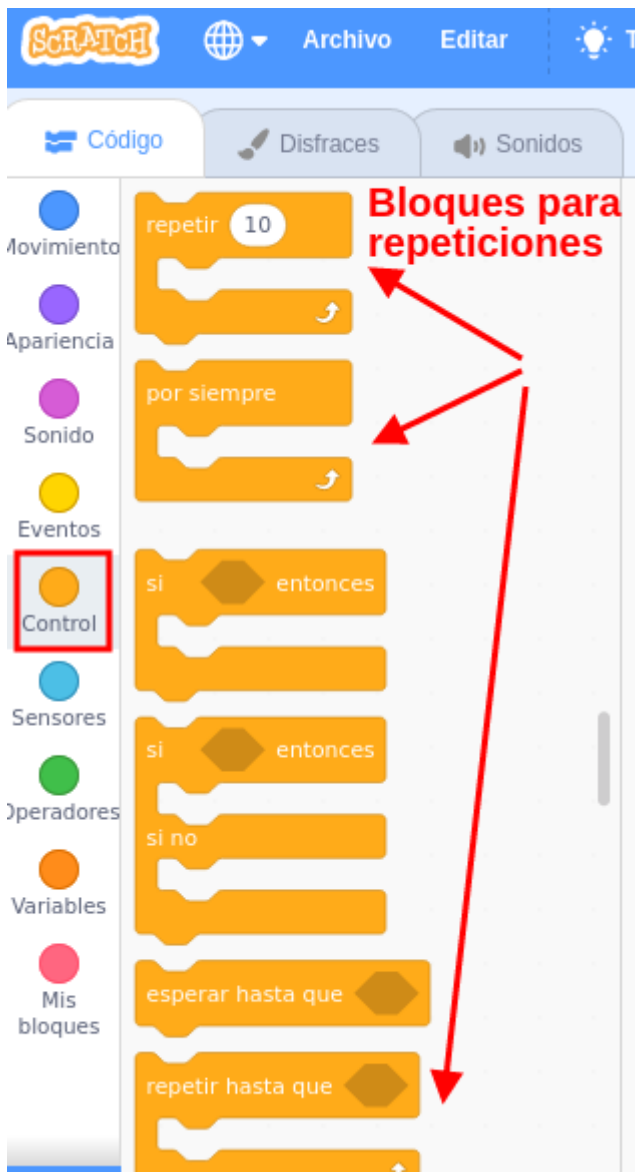 SCRATCH
Archivo
Editar
T
Código
Disfraces
Sonidos
Bloques para
repeticiones
Movimiento
Apariencia
Sonido
Eventos
Control
Sensores
Operadores
Variables
Mis
bloques
repetir 10
por siempre
si entonces
si entonces
si no
esperar hasta que
repetir hasta que